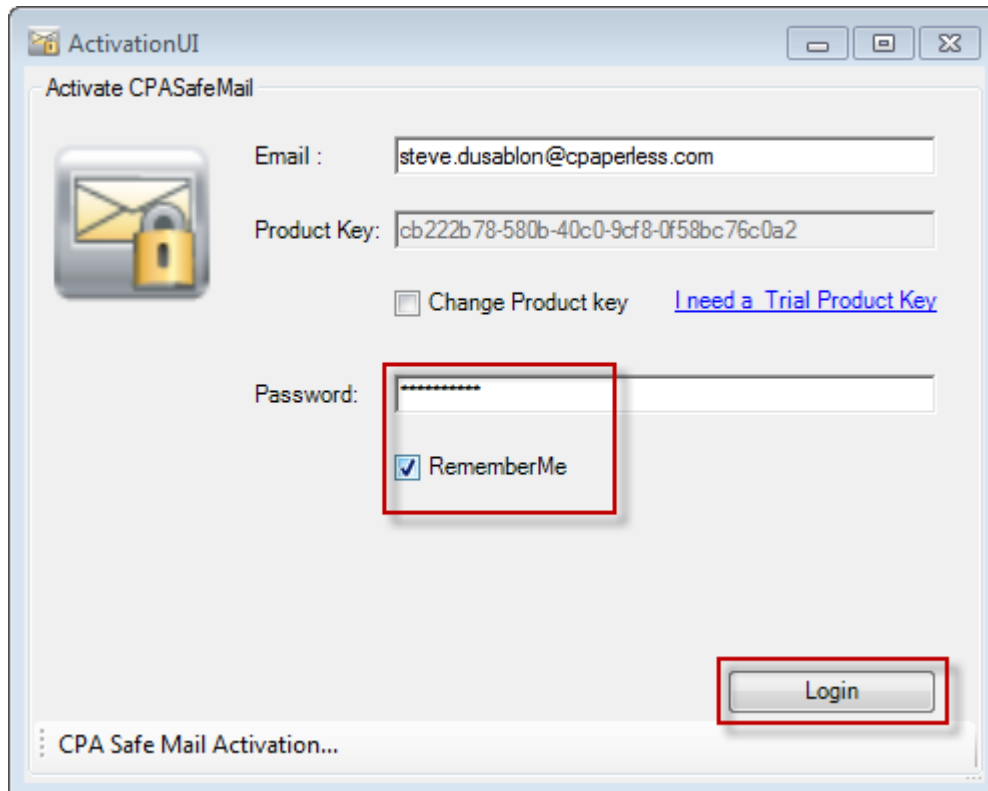 ActivationUI
Activate CPASafeMail
Email :
steve.dusablon@cpaperless.com
Product Key:
cb222b78-580b-40c0-9cf8-0f58bc76c0a2
Change Product key
I need a  Trial Product Key
Password:
**********
RememberMe
Login
CPA Safe Mail Activation...